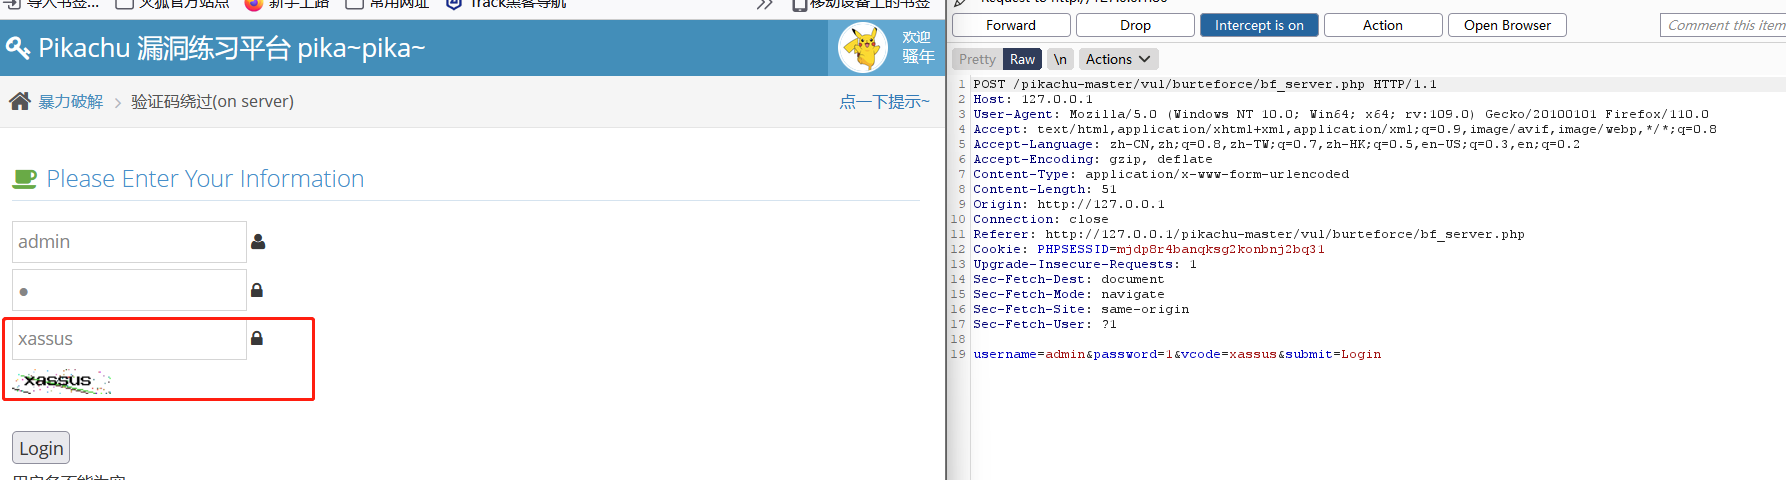 导入书签...
火狐官方站点
新手上路
常用网址
Track黑客导航
移动设备上的书签
Pikachu 漏洞练习平台 pika~pika~
欢迎
骚年
暴力破解 > 验证码绕过(on server)
点一下提示~
Please Enter Your Information
admin
●
xassus
xassus
Login
用户名不能为空
Forward
Drop
Intercept is on
Action
Open Browser
Comment this item
Pretty
Raw
\n
Actions
1 POST /pikachu-master/vul/burteforce/bf_server.php HTTP/1.1
2 Host: 127.0.0.1
3 User-Agent: Mozilla/5.0 (Windows NT 10.0; Win64; x64; rv:109.0) Gecko/20100101 Firefox/110.0
4 Accept: text/html,application/xhtml+xml,application/xml;q=0.9,image/avif,image/webp,*/*;q=0.8
5 Accept-Language: zh-CN,zh;q=0.8,zh-TW;q=0.7,zh-HK;q=0.5,en-US;q=0.3,en;q=0.2
6 Accept-Encoding: gzip, deflate
7 Content-Type: application/x-www-form-urlencoded
8 Content-Length: 51
9 Origin: http://127.0.0.1
10 Connection: close
11 Referer: http://127.0.0.1/pikachu-master/vul/burteforce/bf_server.php
12 Cookie: PHPSESSID=mjdp8r4banqksg2konbnj2bq31
13 Upgrade-Insecure-Requests: 1
14 Sec-Fetch-Dest: document
15 Sec-Fetch-Mode: navigate
16 Sec-Fetch-Site: same-origin
17 Sec-Fetch-User: ?1
18
19 username=admin&password=1&vcode=xassus&submit=Login